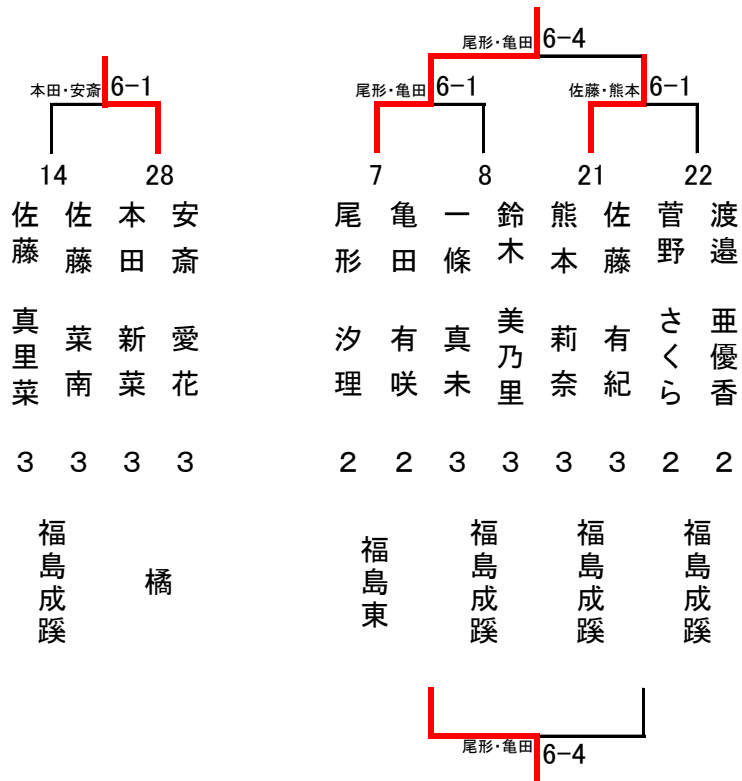 尾形・亀田 6-4
本田・安斎 6-1
尾形・亀田 6-1
佐藤・熊本 6-1
14
28
7
8
21
22
佐藤 真里菜
佐藤 菜南
本田 新菜
安斎 愛花
尾形 汐理
亀田 有咲
一條 真未
鈴木 美乃里
熊本 莉奈
佐藤 有紀
菅野 さくら
渡邉 亜優香
3 3 3 3 2 2 3 3 3 3 2 2
福島成蹊
橘
福島東
福島成蹊
福島成蹊
福島成蹊
尾形・亀田 6-4